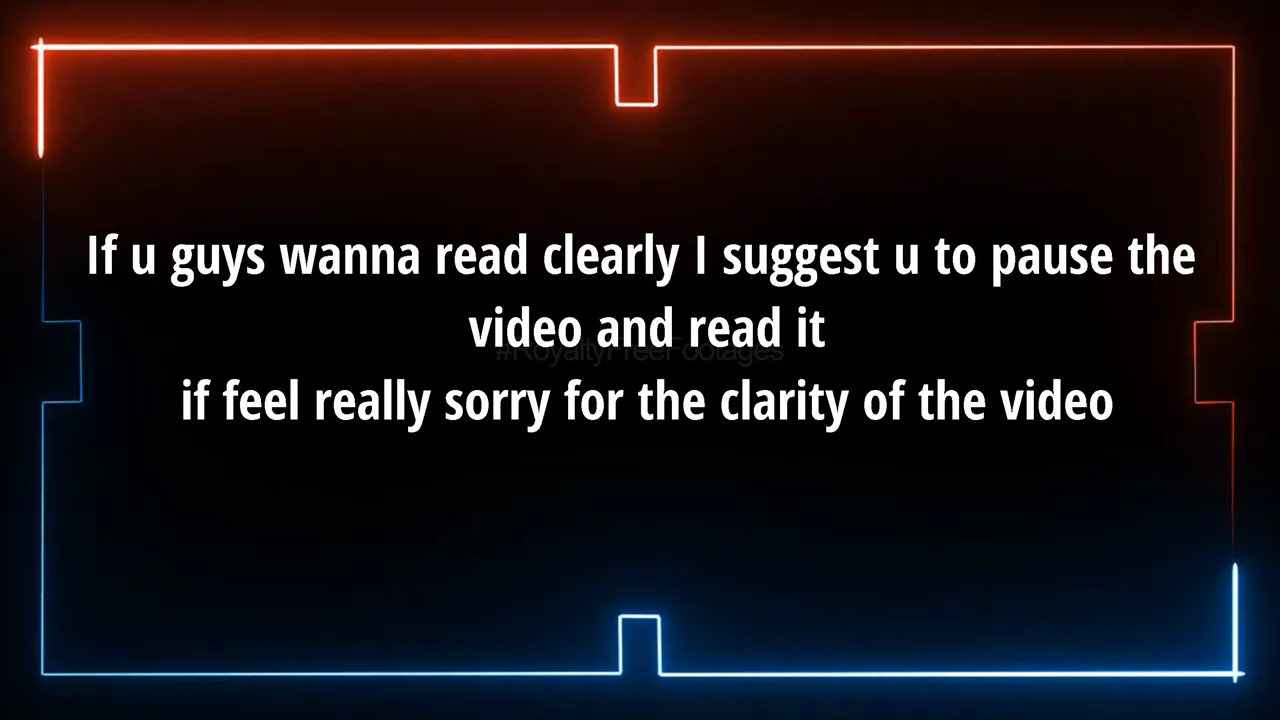 If u guys wanna read clearly I suggest u to pause the
video and read it
#RoyaltyFreeFootages
if feel really sorry for the clarity of the video